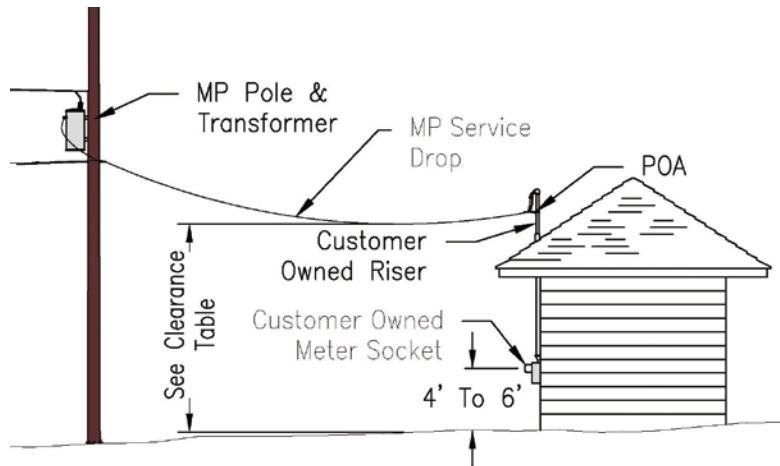 MP Pole &
Transformer
MP Service
Drop
POA
Customer
Owned Riser
See Clearance
Table
Customer Owned
Meter Socket
4' To 6'